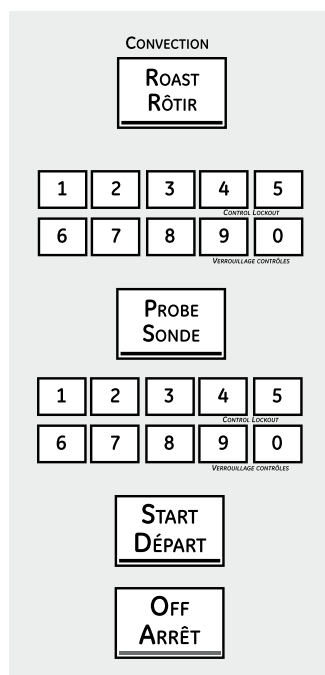 CONVECTION
ROAST
RÔTIR
1 2 3 4 5
CONTROL LOCKOUT
6 7 8 9 0
VERROUILLAGE CONTRÔLES
PROBE
SONDE
1 2 3 4 5
CONTROL LOCKOUT
6 7 8 9 0
VERROUILLAGE CONTRÔLES
START
DÉPART
OFF
ARRÊT